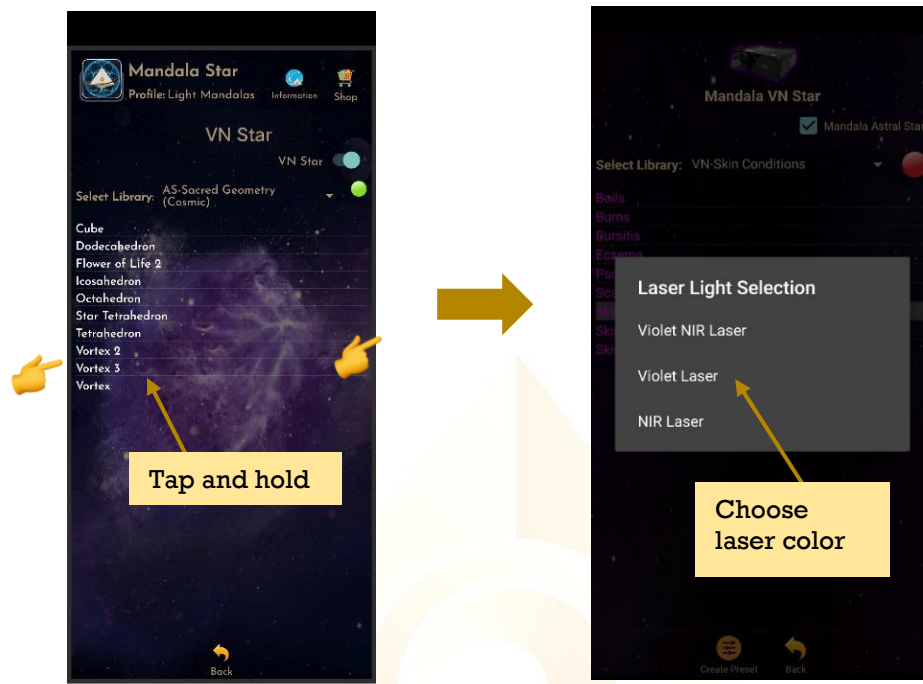 Mandala Star
Profile: Light Mandalas
Information
Shop
VN Star
VN Star
Select Library: AS-Sacred Geometry
(Cosmic)
Cube
Dodecahedron
Flower of Life 2
Icosahedron
Octahedron
Star Tetrahedron
Tetrahedron
Vortex 2
Vortex 3
Vortex
Tap and hold
Back
Mandala VN Star
Mandala Astral Star
Select Library: VN-Skin Conditions
Boils
Burns
Bursitis
Eczema
Laser Light Selection
Violet NIR Laser
Violet Laser
NIR Laser
Choose
laser color
Create Preset
Back